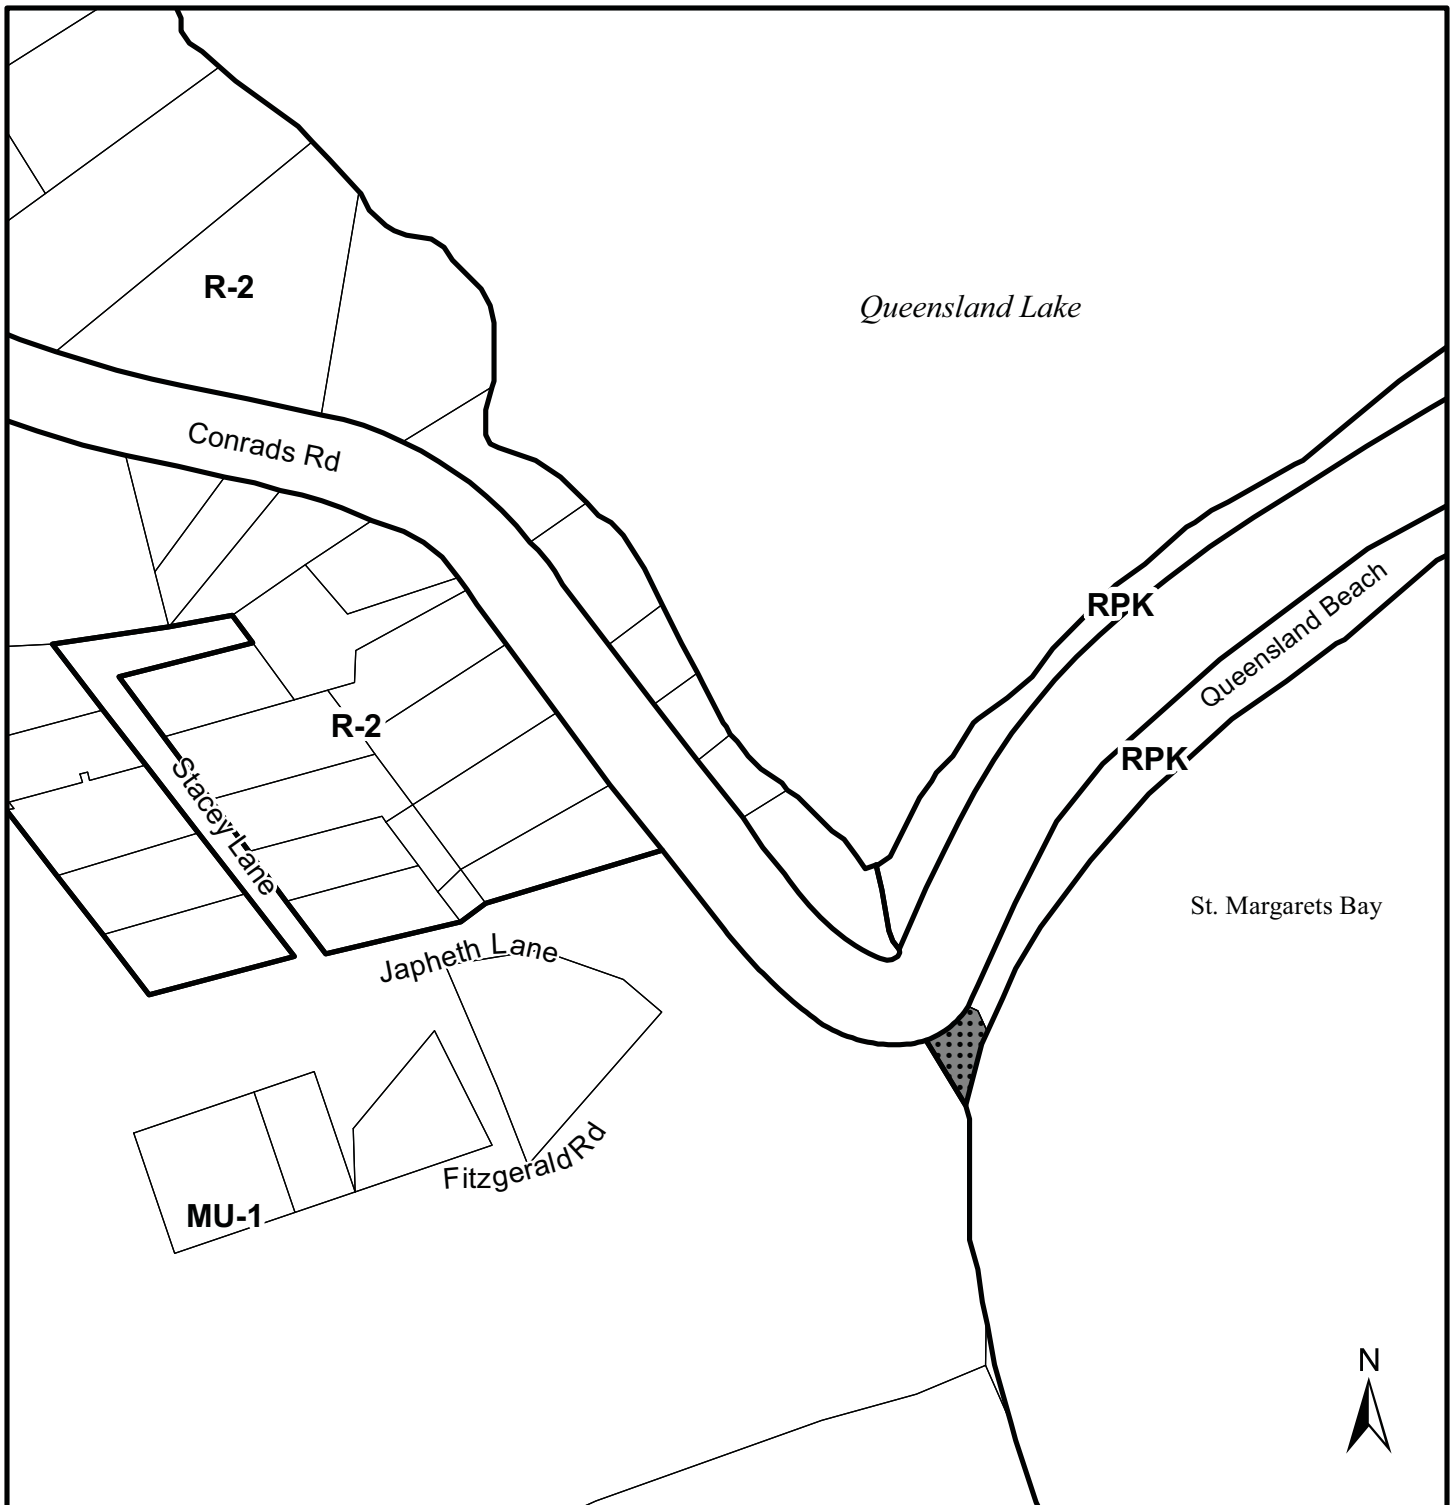 R-2
Queensland Lake
Conrads Rd
RPK
Queensland Beach
R-2
RPK
Stacey Lane
St. Margarets Bay
Japheth Lane
Fitzgerald Rd
MU-1
N